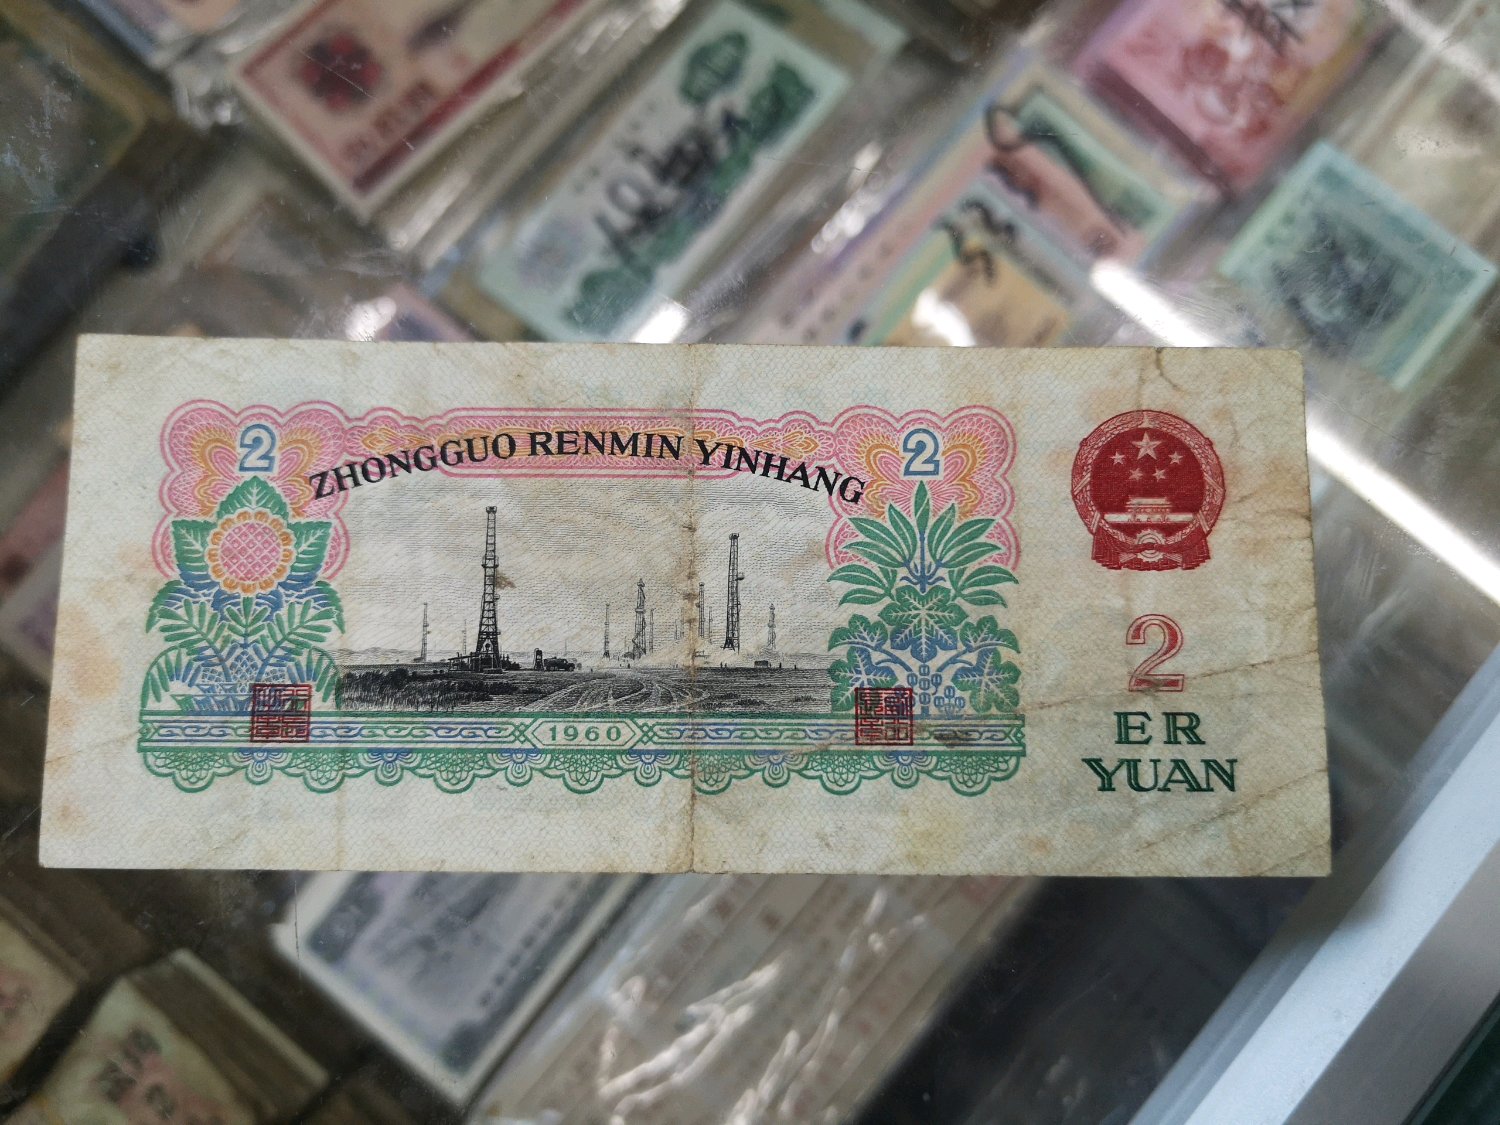 2
2
ZHONGGUO RENMIN YINHANG
1960
2
ER
YUAN